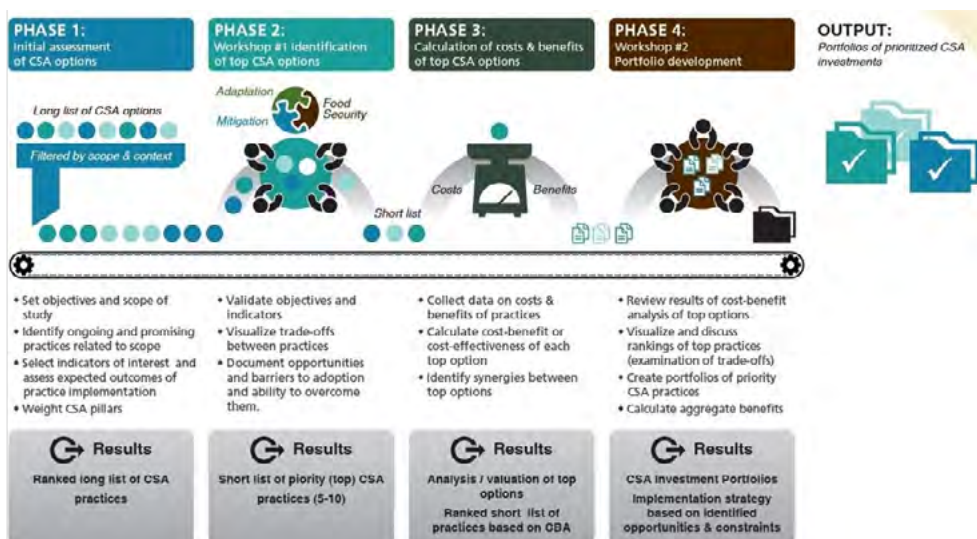 PHASE 1:
Initial assessment
of CSA options
PHASE 2:
Workshop #1 identification
of top CSA options
PHASE 3:
Calculation of costs & benefits
of top CSA options
PHASE 4:
Workshop #2
Portfolio development
OUTPUT:
Portfolios of prioritized CSA
investments
Long list of CSA options
Filtered by scope & context
Adaptation
Mitigation
Food
Security
Short list
Costs
Benefits
• Set objectives and scope of
study
• Identify ongoing and promising
practices related to scope
• Select indicators of interest and
assess expected outcomes of
practice implementation
• Weight CSA pillars
• Validate objectives and
indicators
• Visualize trade-offs
between practices
• Document opportunities
and barriers to adoption
and ability to overcome
them.
• Collect data on costs &
benefits of practices
• Calculate cost-benefit or
cost-effectiveness of each
top option
• Identify synergies between
top options
• Review results of cost-benefit
analysis of top options
• Visualize and discuss
rankings of top practices
(examination of trade-offs)
• Create portfolios of priority
CSA practices
• Calculate aggregate benefits
Results
Ranked long list of CSA
practices
Results
Short list of piority (top) CSA
practices (5-10)
Results
Analysis / valuation of top
options
Ranked short list of
practices based on CBA
Results
CSA Investment Portfolios
Implementation strategy
based on identified
opportunities & constraints